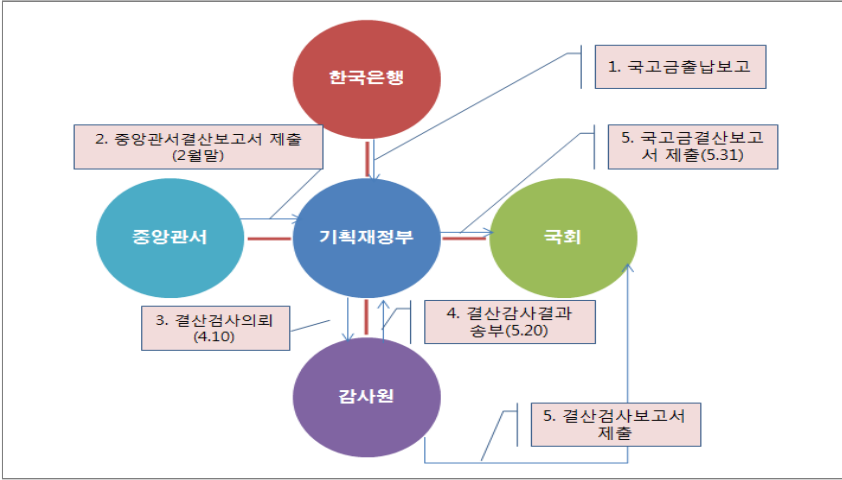 한국은행
1. 국고금출납보고
2. 중앙관서결산보고서 제출
(2월말)
5. 국고금결산보고
서 제출(5.31)
중앙관서
기획재정부
국회
3. 결산검사의뢰
(4.10)
4. 결산감사결과
송부(5.20)
감사원
5. 결산검사보고서
제출